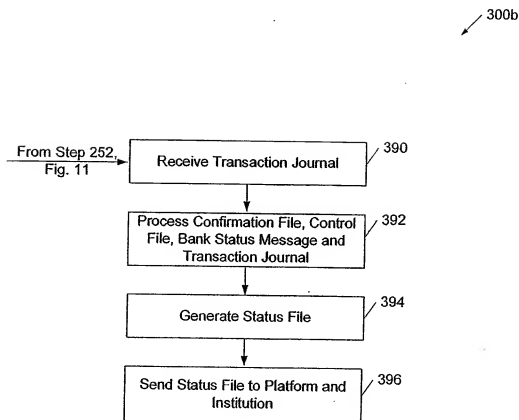 300b
From Step 252,
Fig. 11
Receive Transaction Journal
390
Process Confirmation File, Control
File, Bank Status Message and
Transaction Journal
392
Generate Status File
394
Send Status File to Platform and
Institution
396